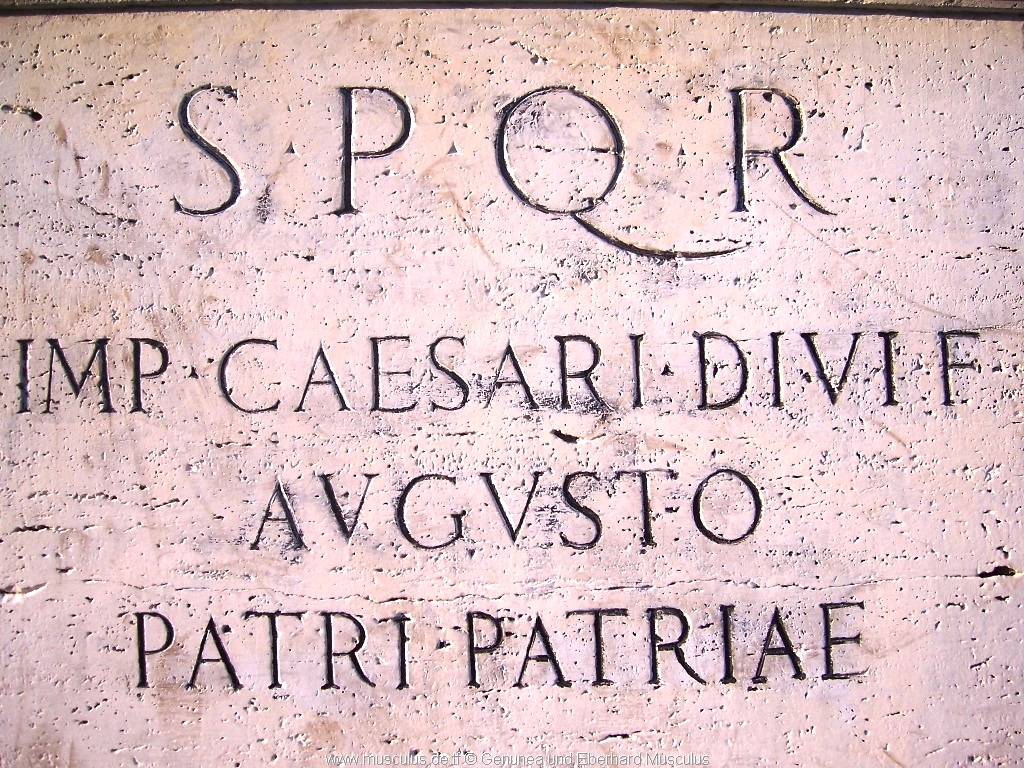 S·P·Q·R
IMP·CAESARI·DIVI·F·
AVGVSTO
PATRI·PATRIAE
www.musculus.de.tf © Genunea und Eberhard Musculus